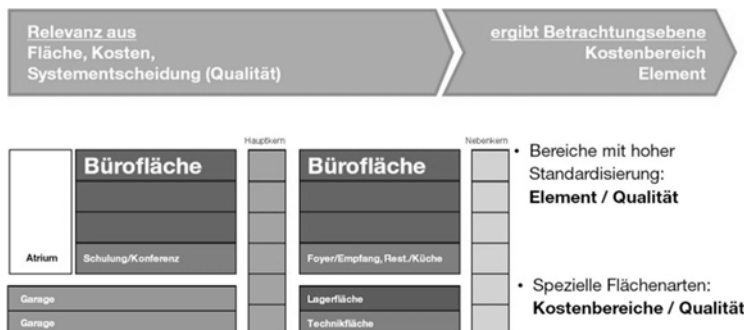 Relevanz aus
Fläche, Kosten,
Systementscheidung (Qualität)
ergibt Betrachtungsebene
Kostenbereich
Element
Hauptkern
Nebenkern
Bürofläche
Bürofläche
Atrium
Schulung/Konferenz
Foyer/Empfang, Rest./Küche
Garage
Lagerfläche
Garage
Technikfläche
• Bereiche mit hoher
Standardisierung:
Element / Qualität
• Spezielle Flächenarten:
Kostenbereiche / Qualität